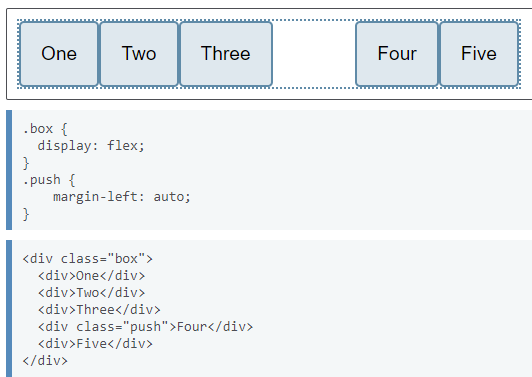 One Two Three Four Five
.box {
  display: flex;
}
.push {
    margin-left: auto;
}
<div class="box">
  <div>One</div>
  <div>Two</div>
  <div>Three</div>
  <div class="push">Four</div>
  <div>Five</div>
</div>